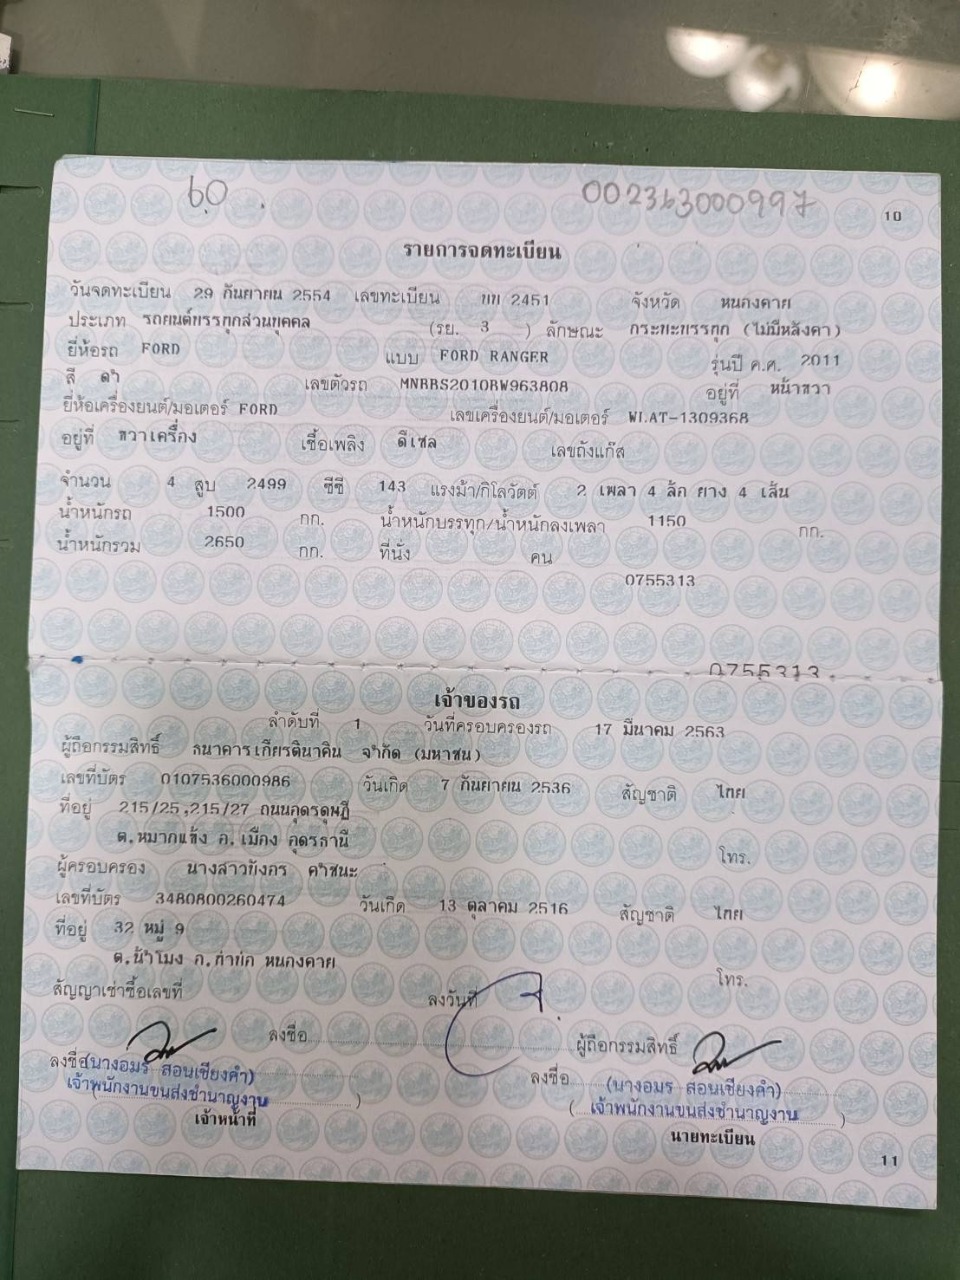 60
002363000997
10
รายการจดทะเบียน
วันจดทะเบียน 29 กันยายน 2554 เลขทะเบียน บบ 2451 จังหวัด หนองคาย
ประเภท รถยนต์บรรทุกส่วนบุคคล (รย. 3 ) ลักษณะ กระบะบรรทุก (ไม่มีหลังคา)
ยี่ห้อรถ FORD แบบ FORD RANGER รุ่นปี ค.ศ. 2011
สี ดำ เลขตัวรถ MNBBS2010BW963808 อยู่ที่ หน้าขวา
ยี่ห้อเครื่องยนต์/มอเตอร์ FORD เลขเครื่องยนต์/มอเตอร์ WLAT-1309368
อยู่ที่ ขวาเครื่อง เชื้อเพลิง ดีเซล เลขถังแก๊ส
จำนวน 4 สูบ 2499 ซีซี 143 แรงม้า/กิโลวัตต์ 2 เพลา 4 ล้อ ยาง 4 เส้น
น้ำหนักรถ 1500 กก. น้ำหนักบรรทุก/น้ำหนักลงเพลา 1150 กก.
น้ำหนักรวม 2650 กก. ที่นั่ง คน
0755313
0755313
เจ้าของรถ
ลำดับที่ 1 วันที่ครอบครองรถ 17 มีนาคม 2563
ผู้ถือกรรมสิทธิ์ ธนาคารเกียรตินาคิน จำกัด (มหาชน)
เลขที่บัตร 0107536000986 วันเกิด 7 กันยายน 2536 สัญชาติ ไทย
ที่อยู่ 215/25,215/27 ถนนอุดรดุษฎี
ต.หมากแข้ง อ.เมือง อุดรธานี โทร.
ผู้ครอบครอง นางสาวบังอร คำชนะ
เลขที่บัตร 3480800260474 วันเกิด 13 ตุลาคม 2516 สัญชาติ ไทย
ที่อยู่ 32 หมู่ 9
ต.น้ำโมง อ.ท่าบ่อ หนองคาย โทร.
สัญญาเช่าซื้อเลขที่ ลงวันที่
ลงชื่อ ผู้ถือกรรมสิทธิ์
ลงชื่อ (นางอมร สอนเชียงคำ) ลงชื่อ (นางอมร สอนเชียงคำ)
เจ้าพนักงานขนส่งชำนาญงาน ) ( เจ้าพนักงานขนส่งชำนาญงาน )
เจ้าหน้าที่ นายทะเบียน
11